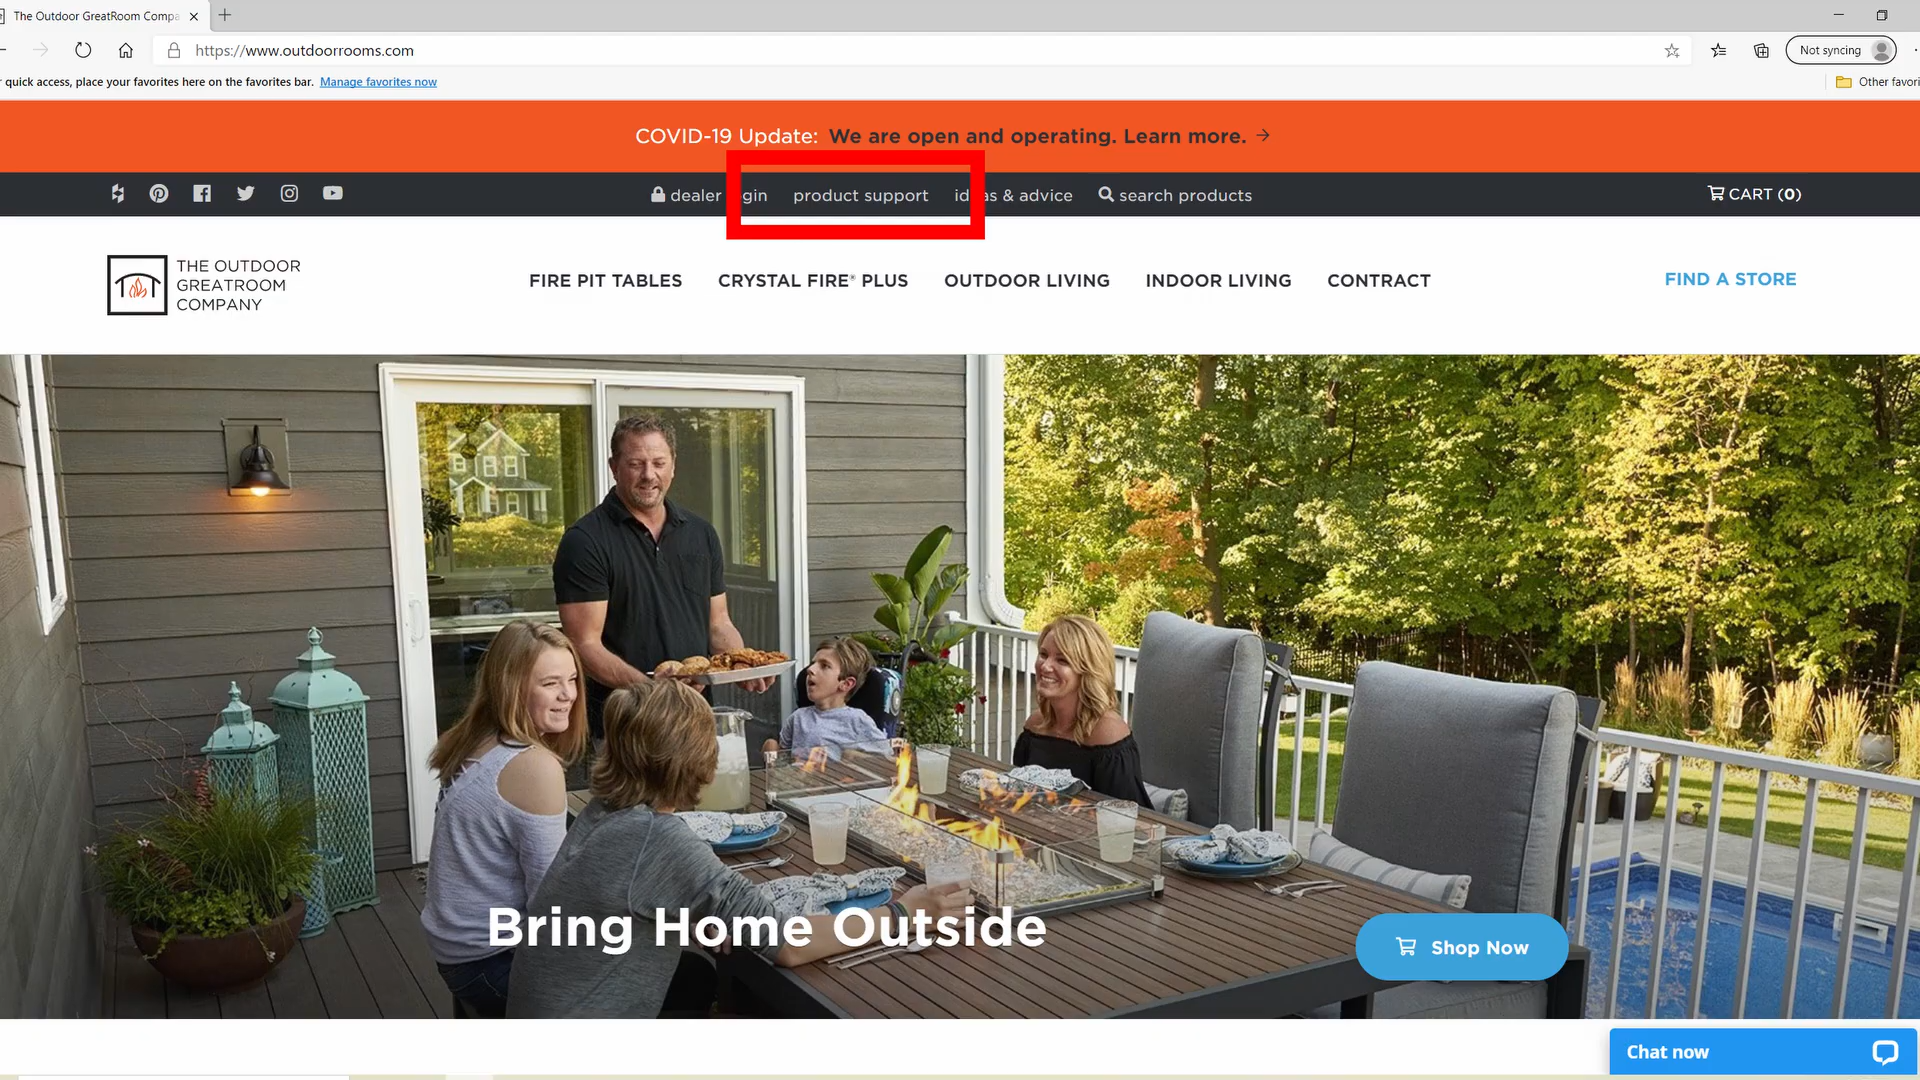 The Outdoor GreatRoom Compa
https://www.outdoorrooms.com
Not syncing
quick access, place your favorites here on the favorites bar. Manage favorites now
Other favori
COVID-19 Update: We are open and operating. Learn more. →
dealer gin product support id as & advice search products
CART (0)
THE OUTDOOR
GREATROOM
COMPANY
FIRE PIT TABLES CRYSTAL FIRE® PLUS OUTDOOR LIVING INDOOR LIVING CONTRACT
FIND A STORE
Bring Home Outside
Shop Now
Chat now